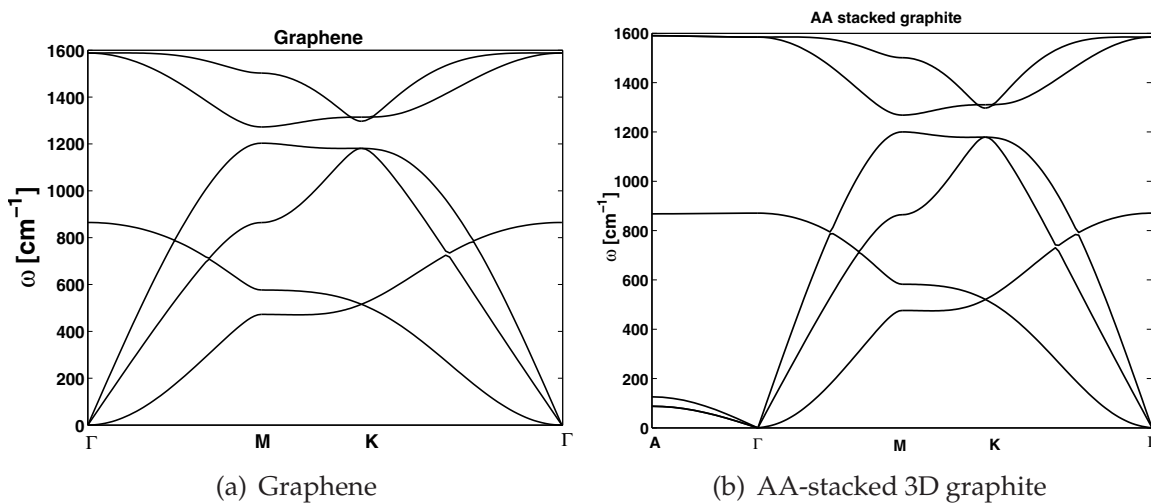 Graphene
1600
1400
1200
1000
800
600
400
200
0
ω [cm⁻¹]
Γ M K Γ
(a) Graphene
AA stacked graphite
1600
1400
1200
1000
800
600
400
200
0
ω [cm⁻¹]
A Γ M K Γ
(b) AA-stacked 3D graphite